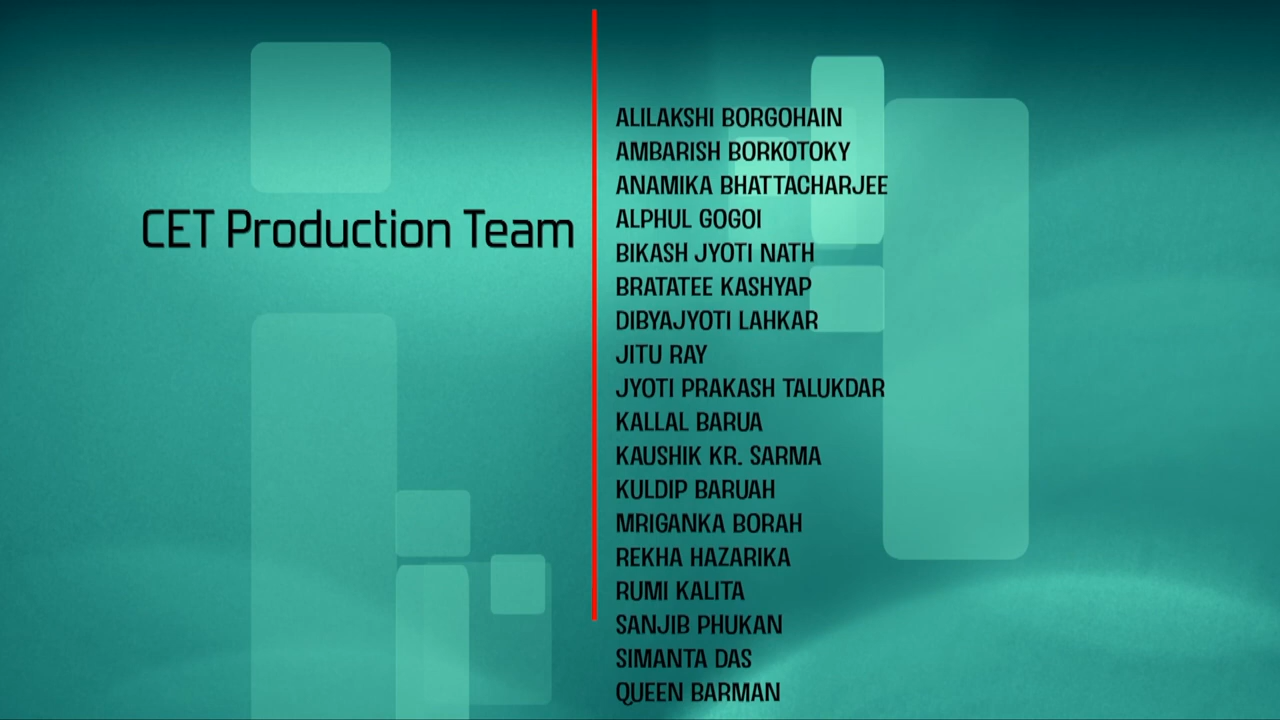 CET Production Team
ALILAKSHI BORGOHAIN
AMBARISH BORKOTOKY
ANAMIKA BHATTACHARJEE
ALPHUL GOGOI
BIKASH JYOTI NATH
BRATATEE KASHYAP
DIBYAJYOTI LAHKAR
JITU RAY
JYOTI PRAKASH TALUKDAR
KALLAL BARUA
KAUSHIK KR. SARMA
KULDIP BARUAH
MRIGANKA BORAH
REKHA HAZARIKA
RUMI KALITA
SANJIB PHUKAN
SIMANTA DAS
QUEEN BARMAN